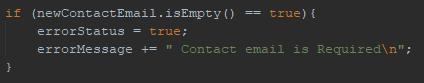 if (newContactEmail.isEmpty() == true){
    errorStatus = true;
    errorMessage += " Contact email is Required\n";
}